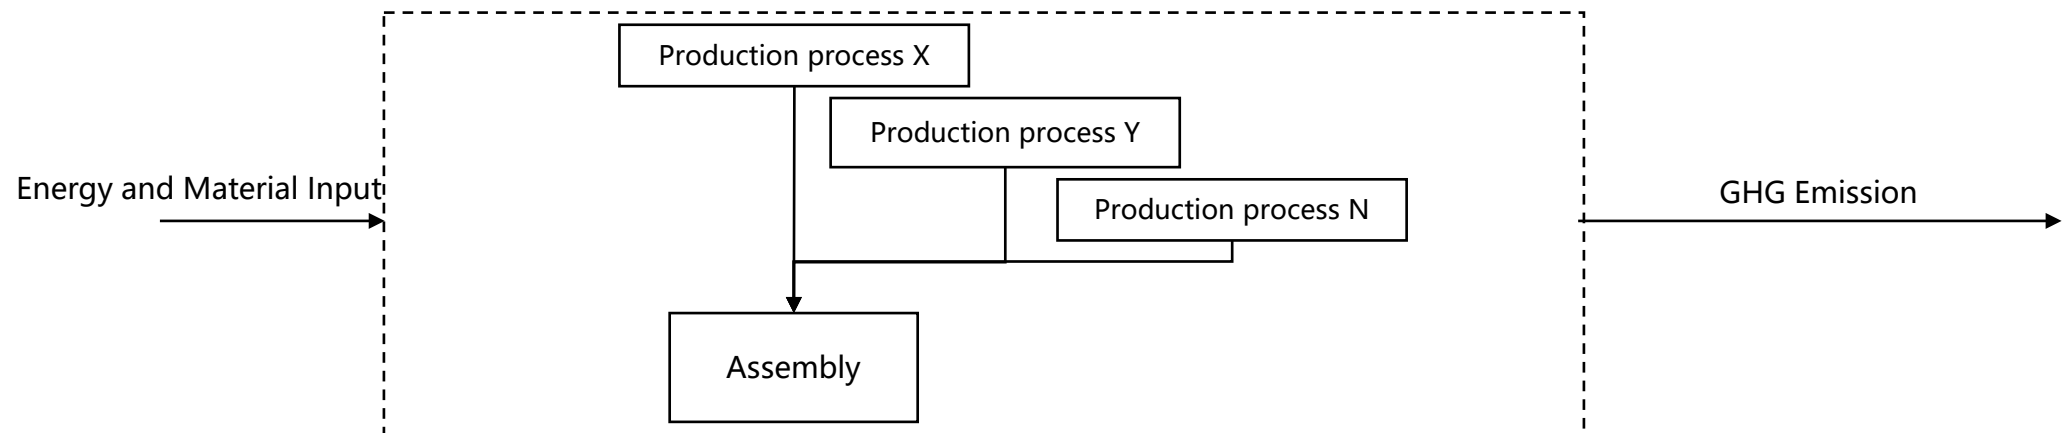 Production process X
Production process Y
Energy and Material Input
Production process N
GHG Emission
Assembly